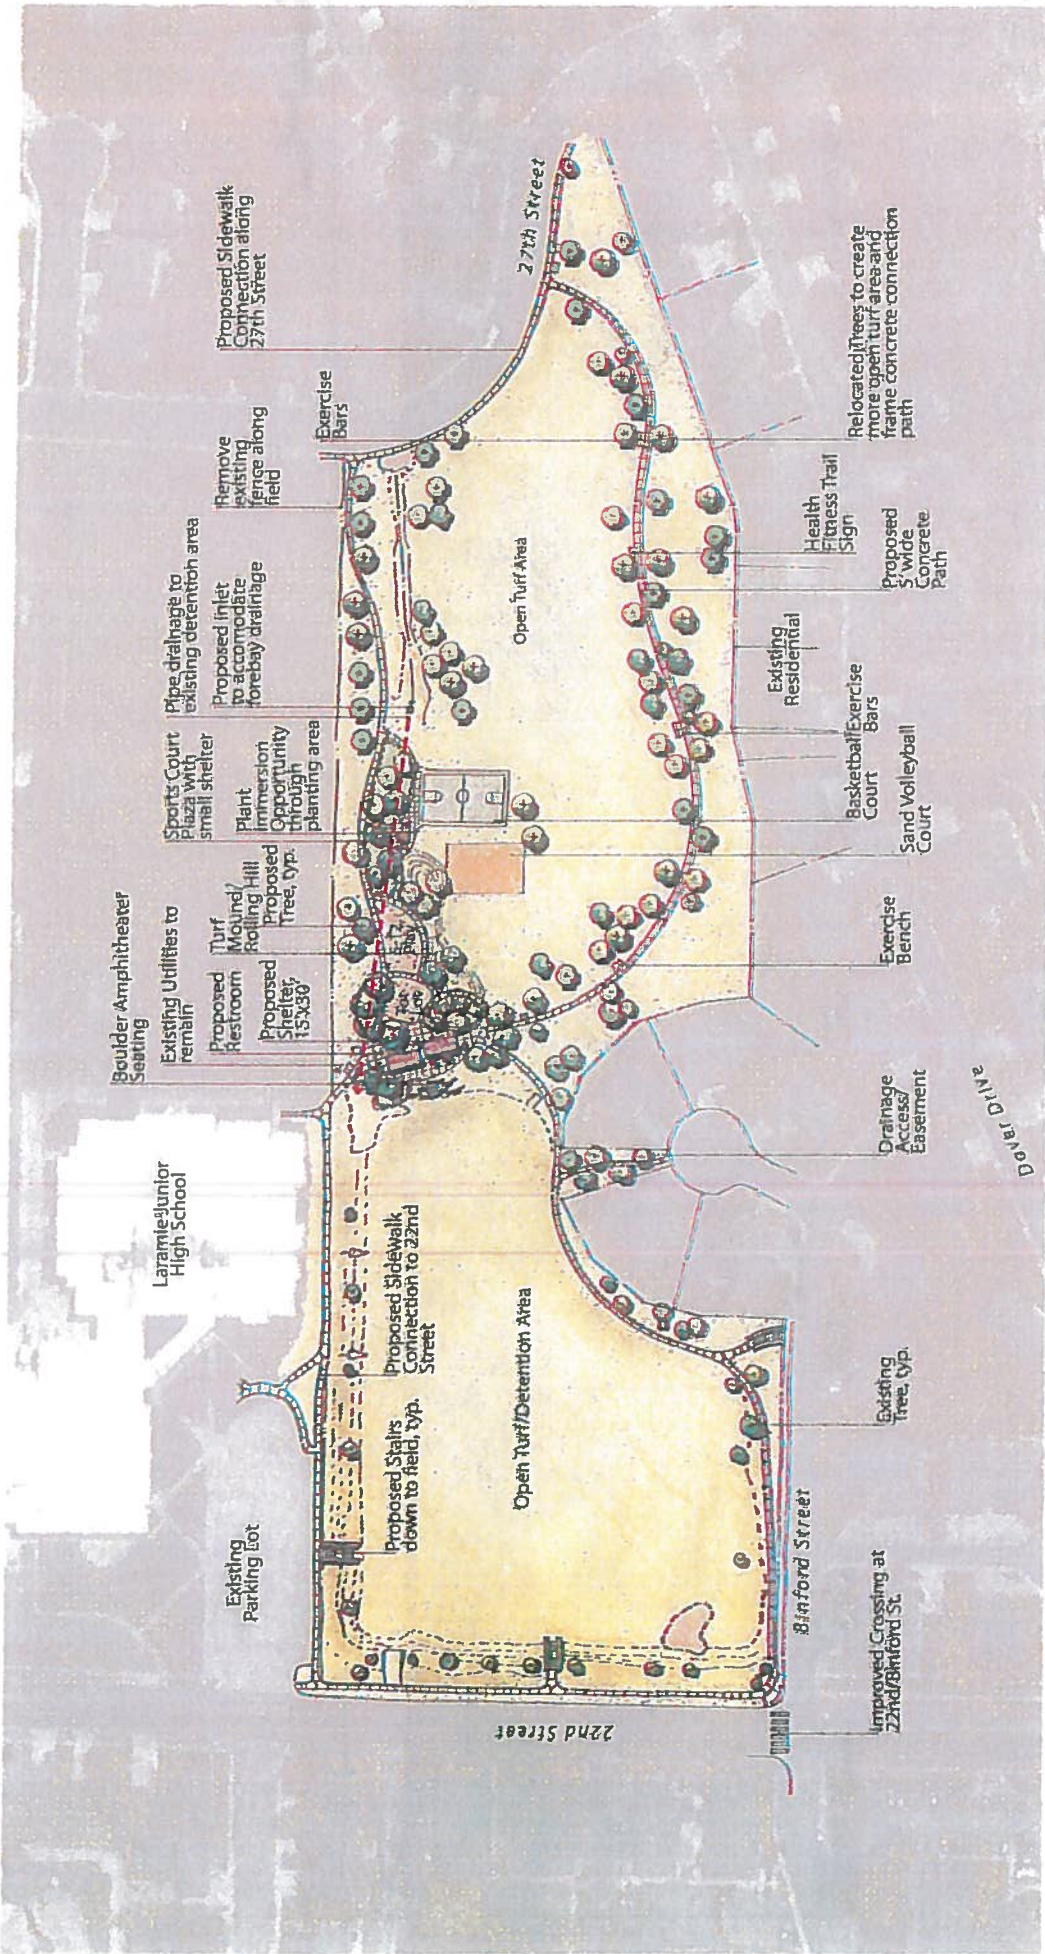 Existing
Parking Lot
Laramie Junior
High School
Boulder Amphitheater
Seating
Existing Utilities to
remain
Proposed
Restroom
Proposed
Shelter,
15'x30'
Turf
Mound/
Rolling Hill
Proposed
Tree, typ.
Sports Court
Plaza with
small shelter
Plant
Immersion
Opportunity
through
planting area
Pipe drainage to
existing detention area
Proposed inlet
to accomodate
forebay drainage
Remove
existing
fence along
field
Exercise
Bars
Proposed Sidewalk
Connection along
27th Street
27th Street
Proposed Stairs
down to field, typ.
Proposed Sidewalk
Connection to 22nd
Street
Tot
Lot
Play
Open Turf/Detention Area
Open Turf Area
22nd Street
Binford Street
Improved Crossing at
22nd/Binford St.
Existing
Tree, typ.
Drainage
Access/
Easement
Dover Drive
Exercise
Bench
Sand Volleyball
Court
Basketball
Court
Exercise
Bars
Existing
Residential
Proposed
5' wide
Concrete
Path
Health
Fitness Trail
Sign
Relocated Trees to create
more open turf area and
frame concrete connection
path